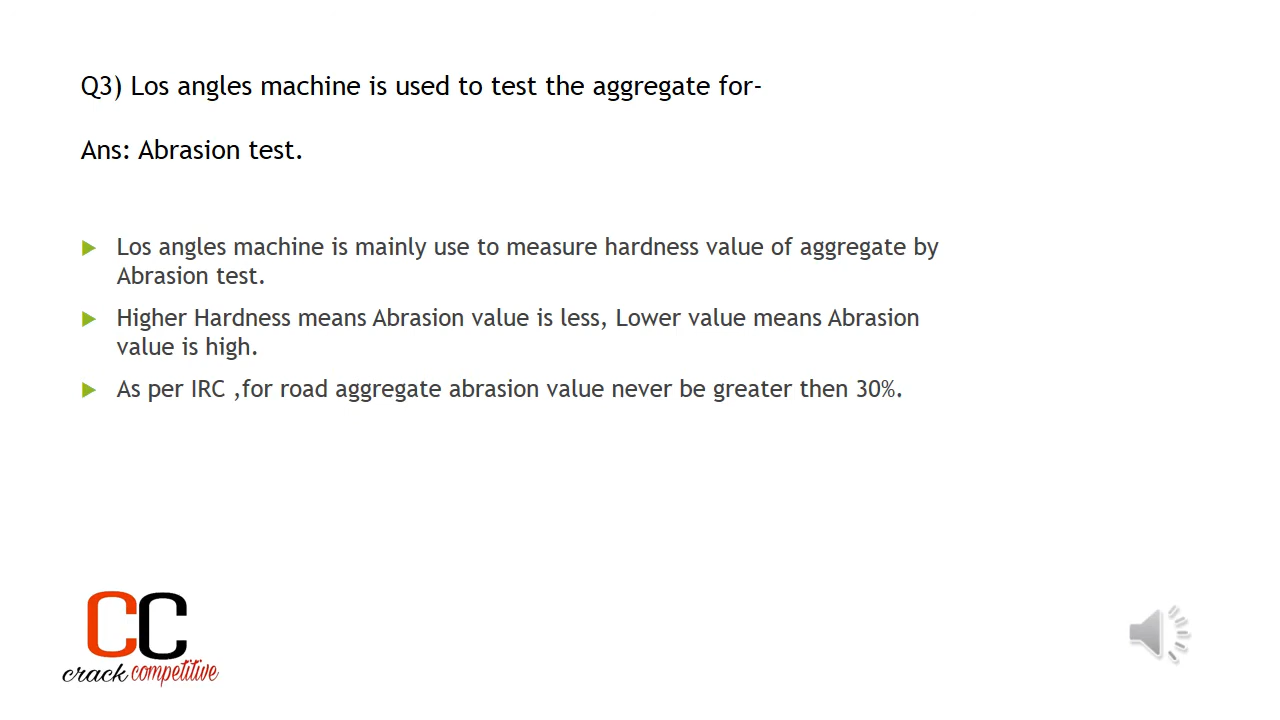 Q3) Los angles machine is used to test the aggregate for-
Ans: Abrasion test.
Los angles machine is mainly use to measure hardness value of aggregate by
Abrasion test.
Higher Hardness means Abrasion value is less, Lower value means Abrasion
value is high.
As per IRC ,for road aggregate abrasion value never be greater then 30%.
CC
crack competitive